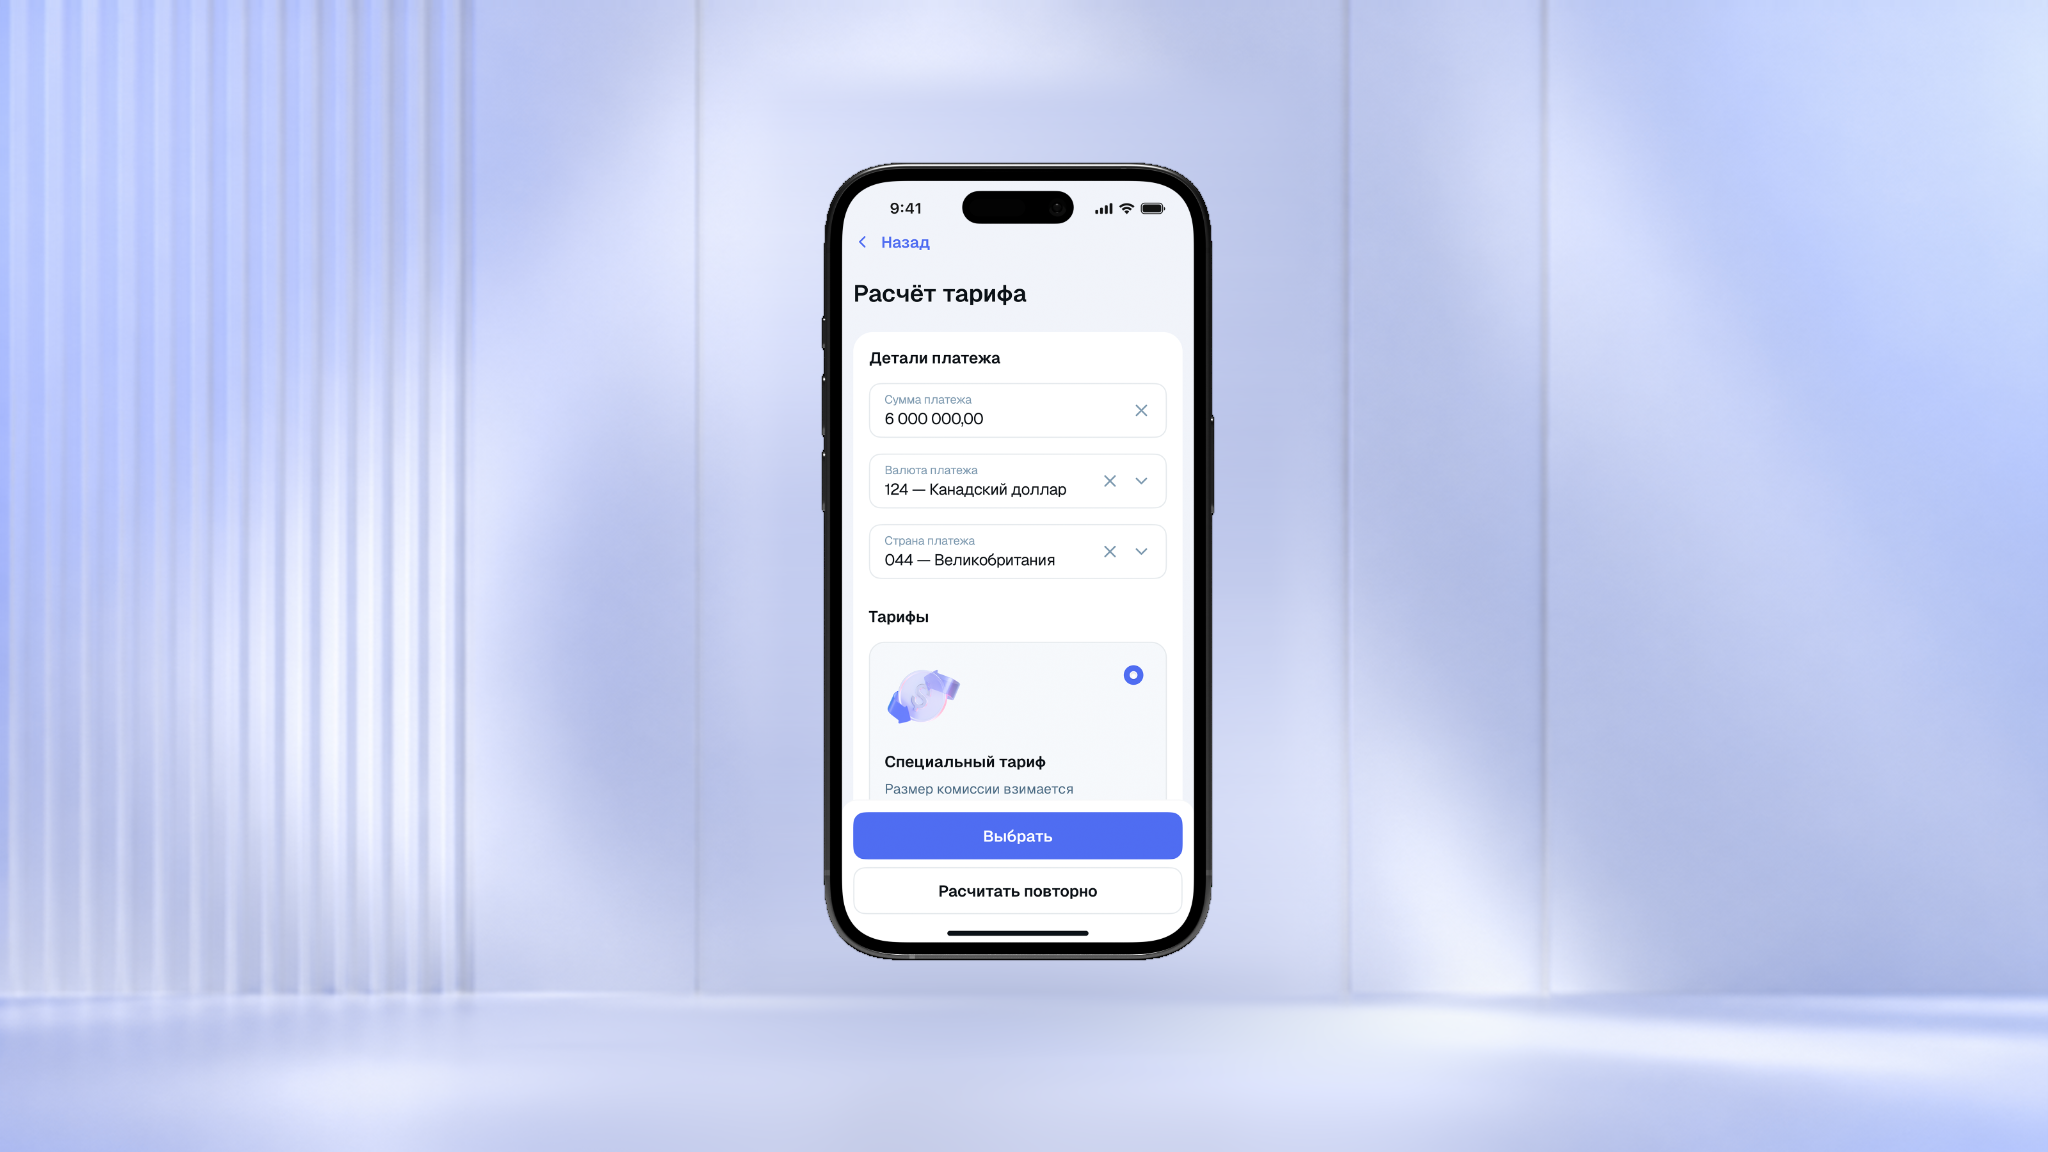 9:41
Назад
Расчёт тарифа
Детали платежа
Сумма платежа
6 000 000,00
Валюта платежа
124 — Канадский доллар
Страна платежа
044 — Великобритания
Тарифы
Специальный тариф
Размер комиссии взимается
Выбрать
Расчитать повторно